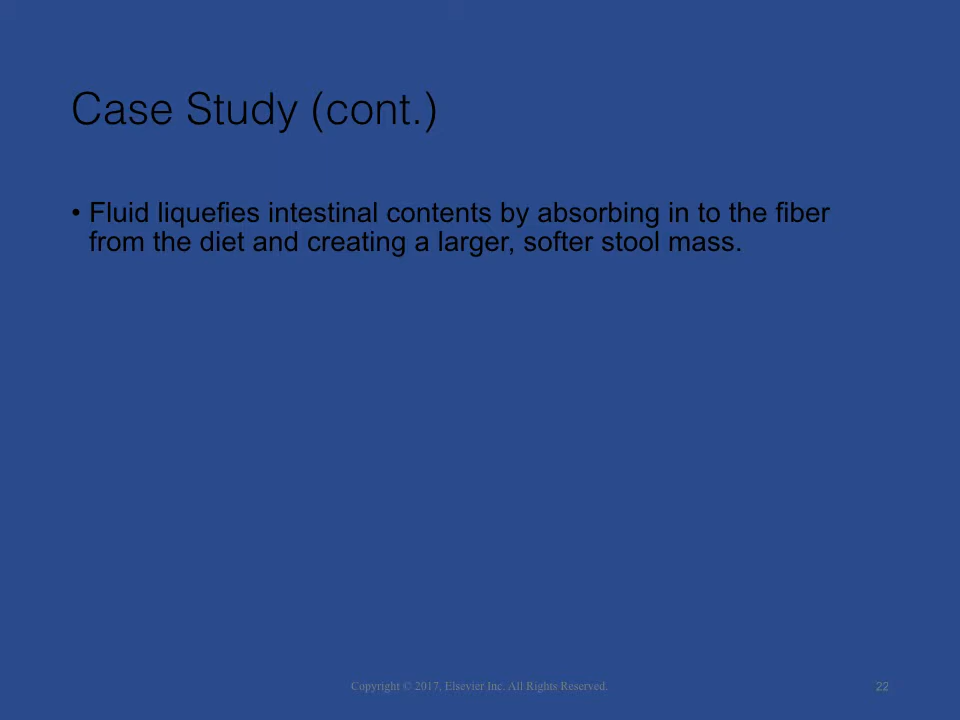 Case Study (cont.)
• Fluid liquefies intestinal contents by absorbing in to the fiber
from the diet and creating a larger, softer stool mass.
Copyright © 2017, Elsevier Inc. All Rights Reserved.
22